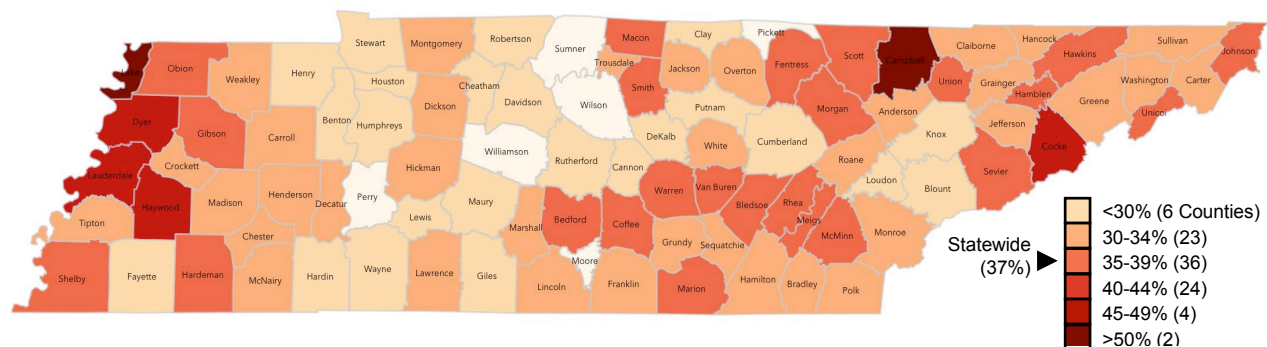 Stewart
Montgomery
Robertson
Sumner
Macon
Clay
Pickett
Scott
Campbell
Claiborne
Hancock
Hawkins
Sullivan
Johnson
Lake
Obion
Weakley
Henry
Houston
Cheatham
Trousdale
Jackson
Overton
Fentress
Union
Grainger
Hamblen
Washington
Carter
Dyer
Gibson
Carroll
Benton
Humphreys
Dickson
Davidson
Wilson
Smith
Putnam
Morgan
Anderson
Jefferson
Greene
Unicoi
Lauderdale
Crockett
Haywood
Madison
Henderson
Decatur
Perry
Hickman
Williamson
Rutherford
Cannon
DeKalb
White
Cumberland
Roane
Knox
Loudon
Blount
Sevier
Cocke
Tipton
Chester
Lewis
Maury
Marshall
Bedford
Coffee
Warren
Van Buren
Bledsoe
Rhea
Meigs
McMinn
Monroe
Shelby
Fayette
Hardeman
McNairy
Hardin
Wayne
Lawrence
Giles
Lincoln
Moore
Franklin
Grundy
Sequatchie
Marion
Hamilton
Bradley
Polk
Statewide
(37%)
<30% (6 Counties)
30-34% (23)
35-39% (36)
40-44% (24)
45-49% (4)
>50% (2)